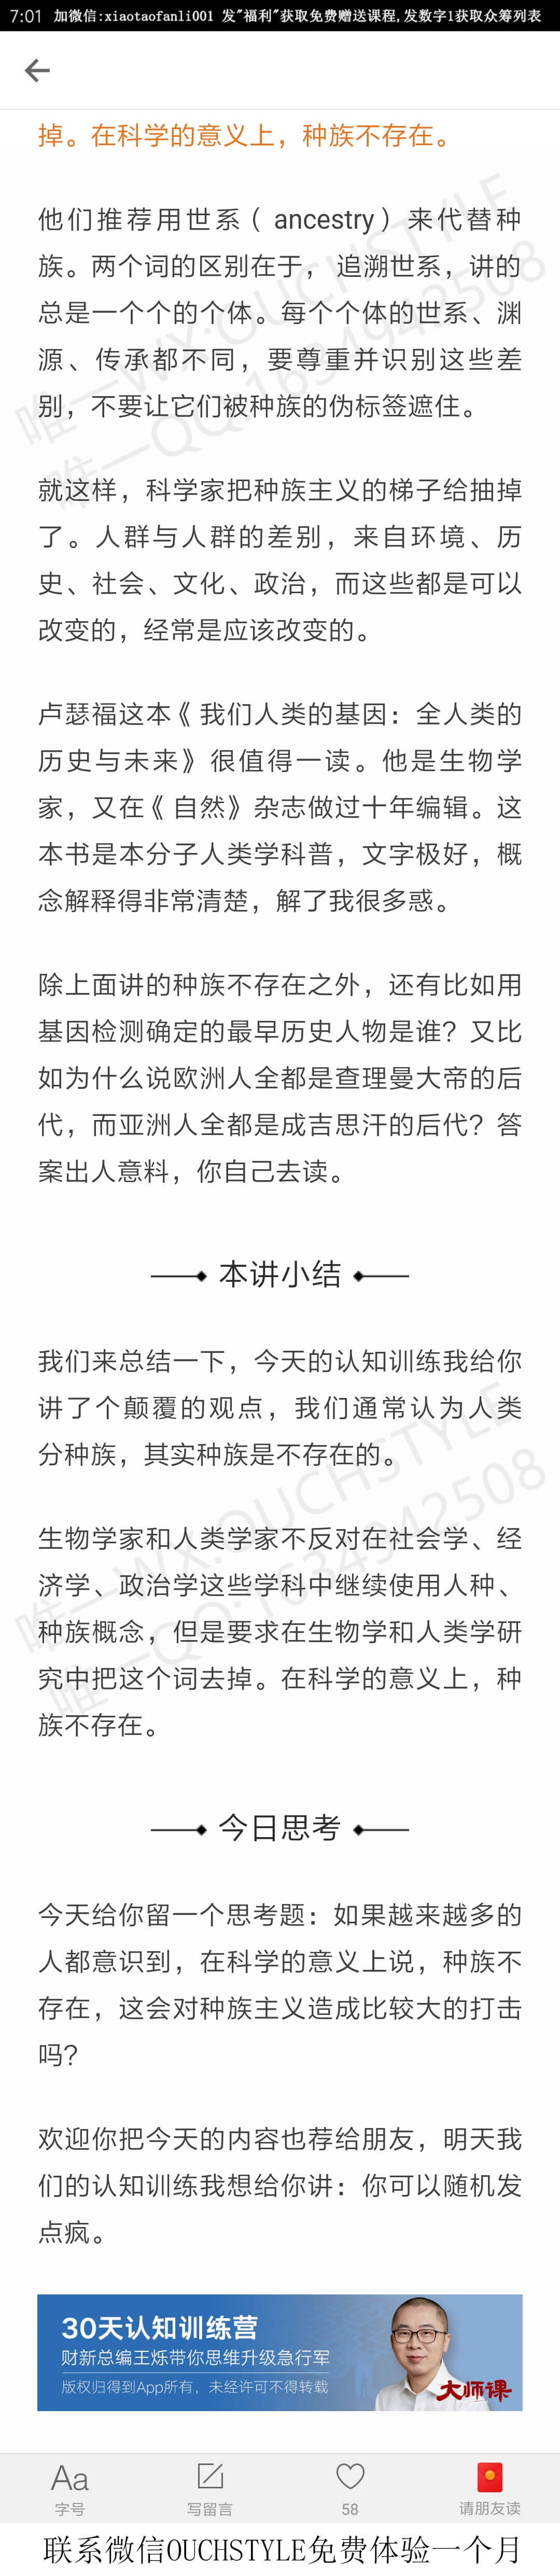 7:01 加微信:xiaotaofanli001 发"福利"获取免费赠送课程,发数字1获取众筹列表
掉。在科学的意义上，种族不存在。
他们推荐用世系（ancestry）来代替种
族。两个词的区别在于，追溯世系，讲的
总是一个个的个体。每个个体的世系、渊
源、传承都不同，要尊重并识别这些差
别，不要让它们被种族的伪标签遮住。
唯一WX:OUCHSTYLE
唯一QQ:1634942508
就这样，科学家把种族主义的梯子给抽掉
了。人群与人群的差别，来自环境、历
史、社会、文化、政治，而这些都是可以
改变的，经常是应该改变的。
卢瑟福这本《我们人类的基因：全人类的
历史与未来》很值得一读。他是生物学
家，又在《自然》杂志做过十年编辑。这
本书是本分子人类学科普，文字极好，概
念解释得非常清楚，解了我很多惑。
除上面讲的种族不存在之外，还有比如用
基因检测确定的最早历史人物是谁？又比
如为什么说欧洲人全都是查理曼大帝的后
代，而亚洲人全都是成吉思汗的后代？答
案出人意料，你自己去读。
本讲小结
我们来总结一下，今天的认知训练我给你
讲了个颠覆的观点，我们通常认为人类
分种族，其实种族是不存在的。
生物学家和人类学家不反对在社会学、经
济学、政治学这些学科中继续使用人种、
种族概念，但是要求在生物学和人类学研
究中把这个词去掉。在科学的意义上，种
族不存在。
唯一WX:OUCHSTYLE
唯一QQ:1634942508
今日思考
今天给你留一个思考题：如果越来越多的
人都意识到，在科学的意义上说，种族不
存在，这会对种族主义造成比较大的打击
吗？
欢迎你把今天的内容也荐给朋友，明天我
们的认知训练我想给你讲：你可以随机发
点疯。
30天认知训练营
财新总编王烁带你思维升级急行军
版权归得到App所有，未经许可不得转载
大师课
Aa
字号 写留言 58 请朋友读
联系微信OUCHSTYLE免费体验一个月